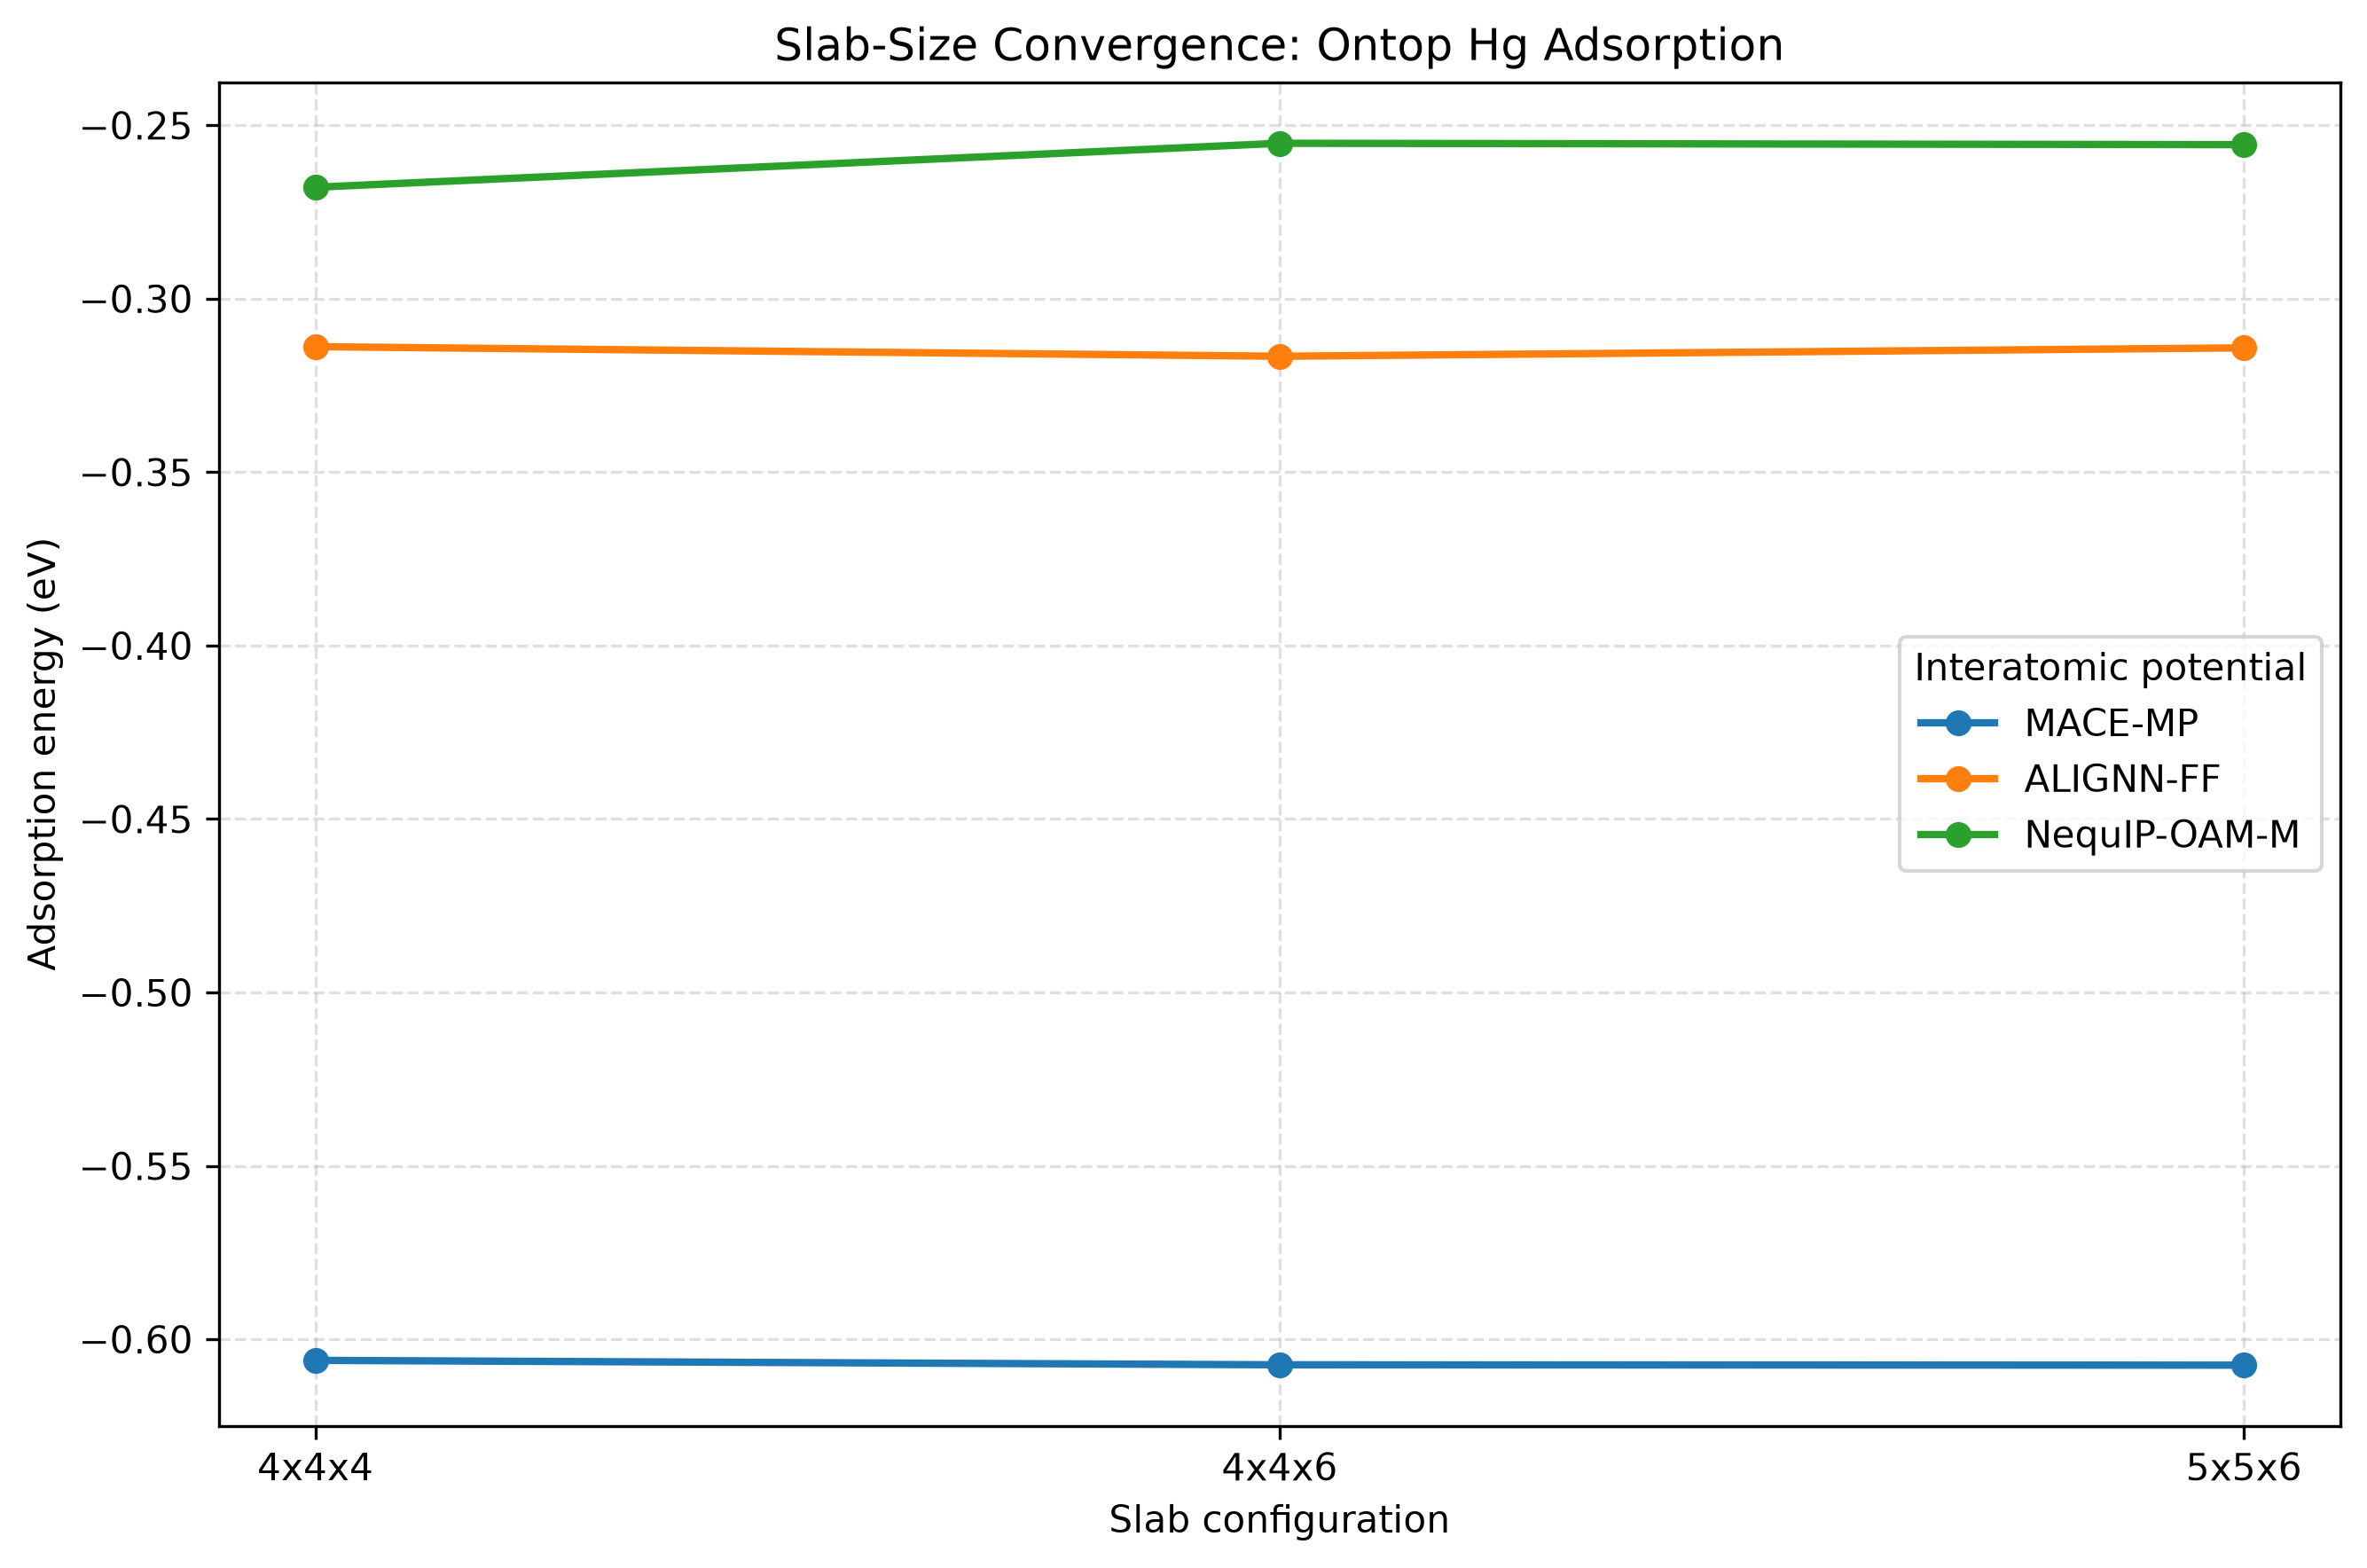 Slab-Size Convergence: Ontop Hg Adsorption
−0.25
−0.30
−0.35
−0.40
−0.45
−0.50
−0.55
−0.60
Adsorption energy (eV)
Interatomic potential
MACE-MP
ALIGNN-FF
NequIP-OAM-M
4x4x4
4x4x6
5x5x6
Slab configuration